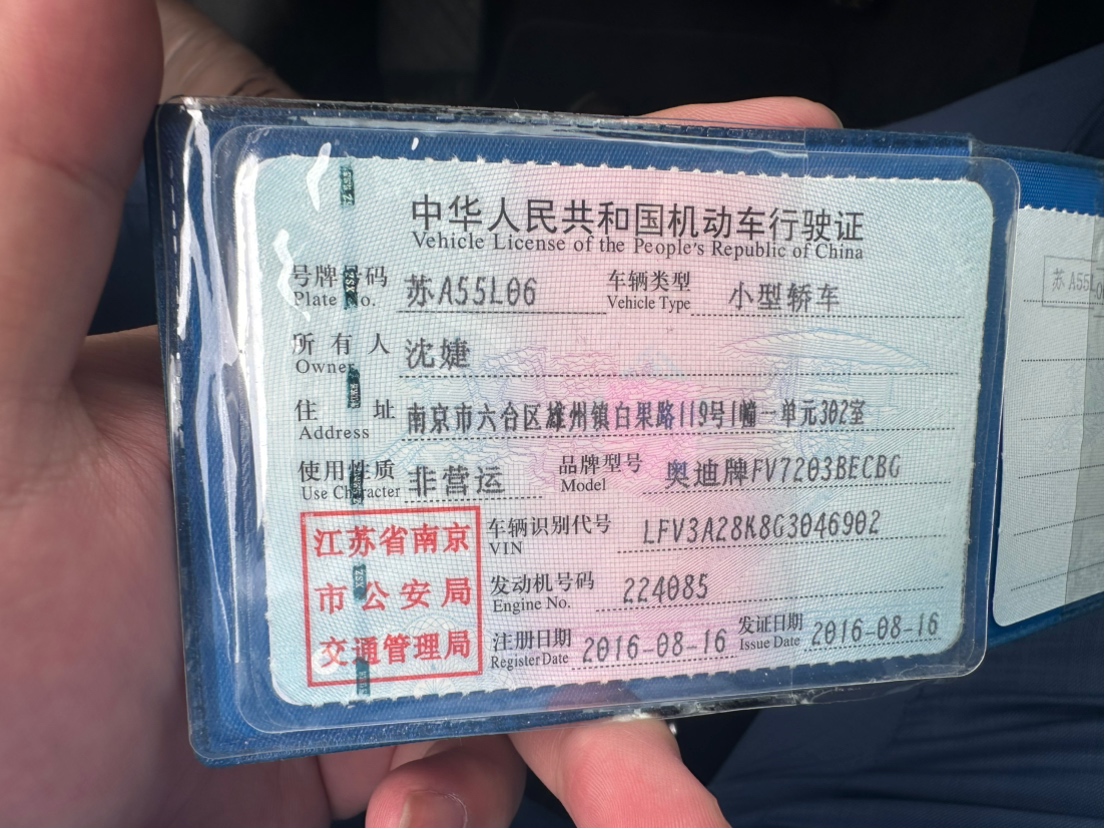 中华人民共和国机动车行驶证
Vehicle License of the People's Republic of China
号牌号码 苏A55L06 车辆类型 小型轿车
Plate No. Vehicle Type
所有人 沈婕
Owner
住址 南京市六合区雄州镇白果路119号1幢一单元302室
Address
使用性质 非营运 品牌型号 奥迪牌FV7203BECBG
Use Character Model
江苏省南京
市公安局
交通管理局
车辆识别代号 LFV3A28K8G3046902
VIN
发动机号码 224085
Engine No.
注册日期 2016-08-16 发证日期 2016-08-16
Register Date Issue Date
苏A55L0